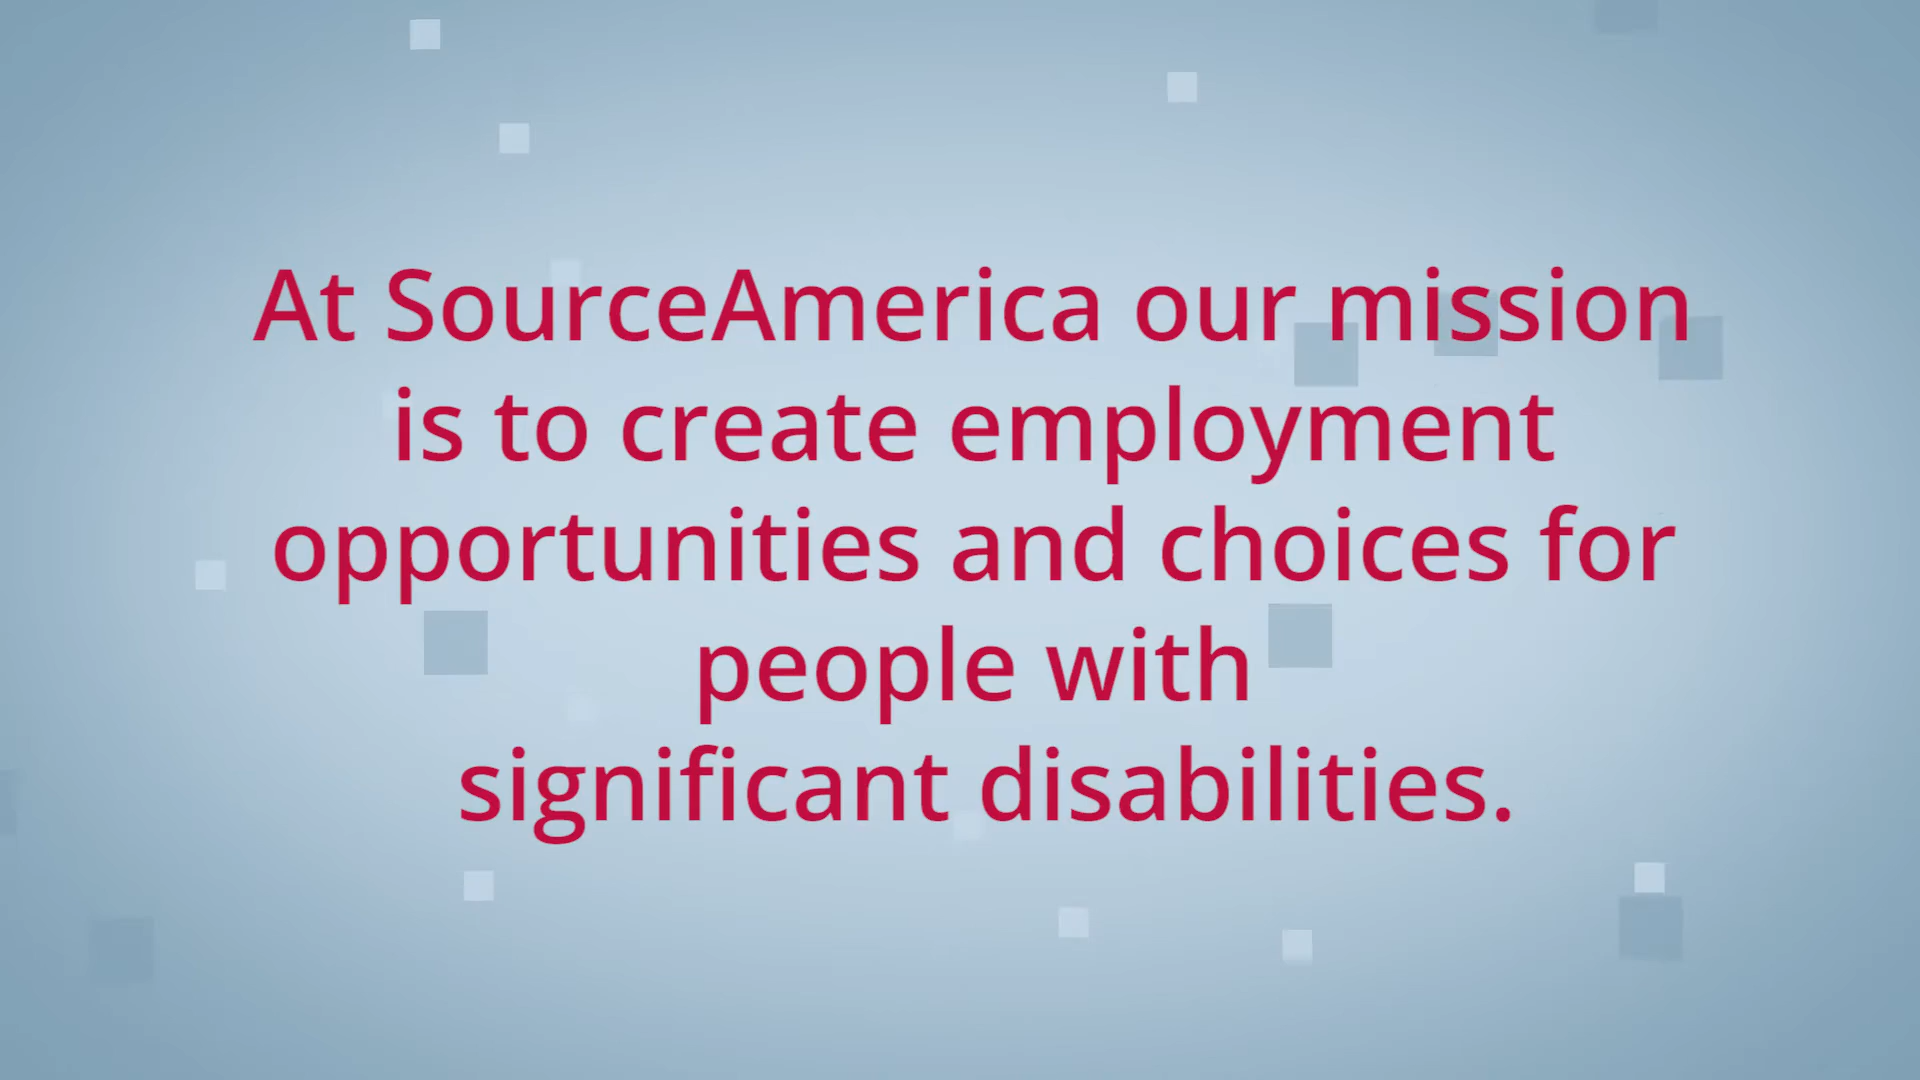 At SourceAmerica our mission
is to create employment
opportunities and choices for
people with
significant disabilities.